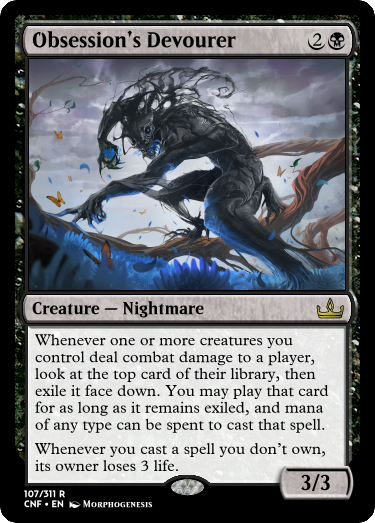 Obsession's Devourer 2
Creature — Nightmare
Whenever one or more creatures you
control deal combat damage to a player,
look at the top card of their library, then
exile it face down. You may play that card
for as long as it remains exiled, and mana
of any type can be spent to cast that spell.
Whenever you cast a spell you don't own,
its owner loses 3 life.
3/3
107/311 R
CNF • EN Morphogenesis